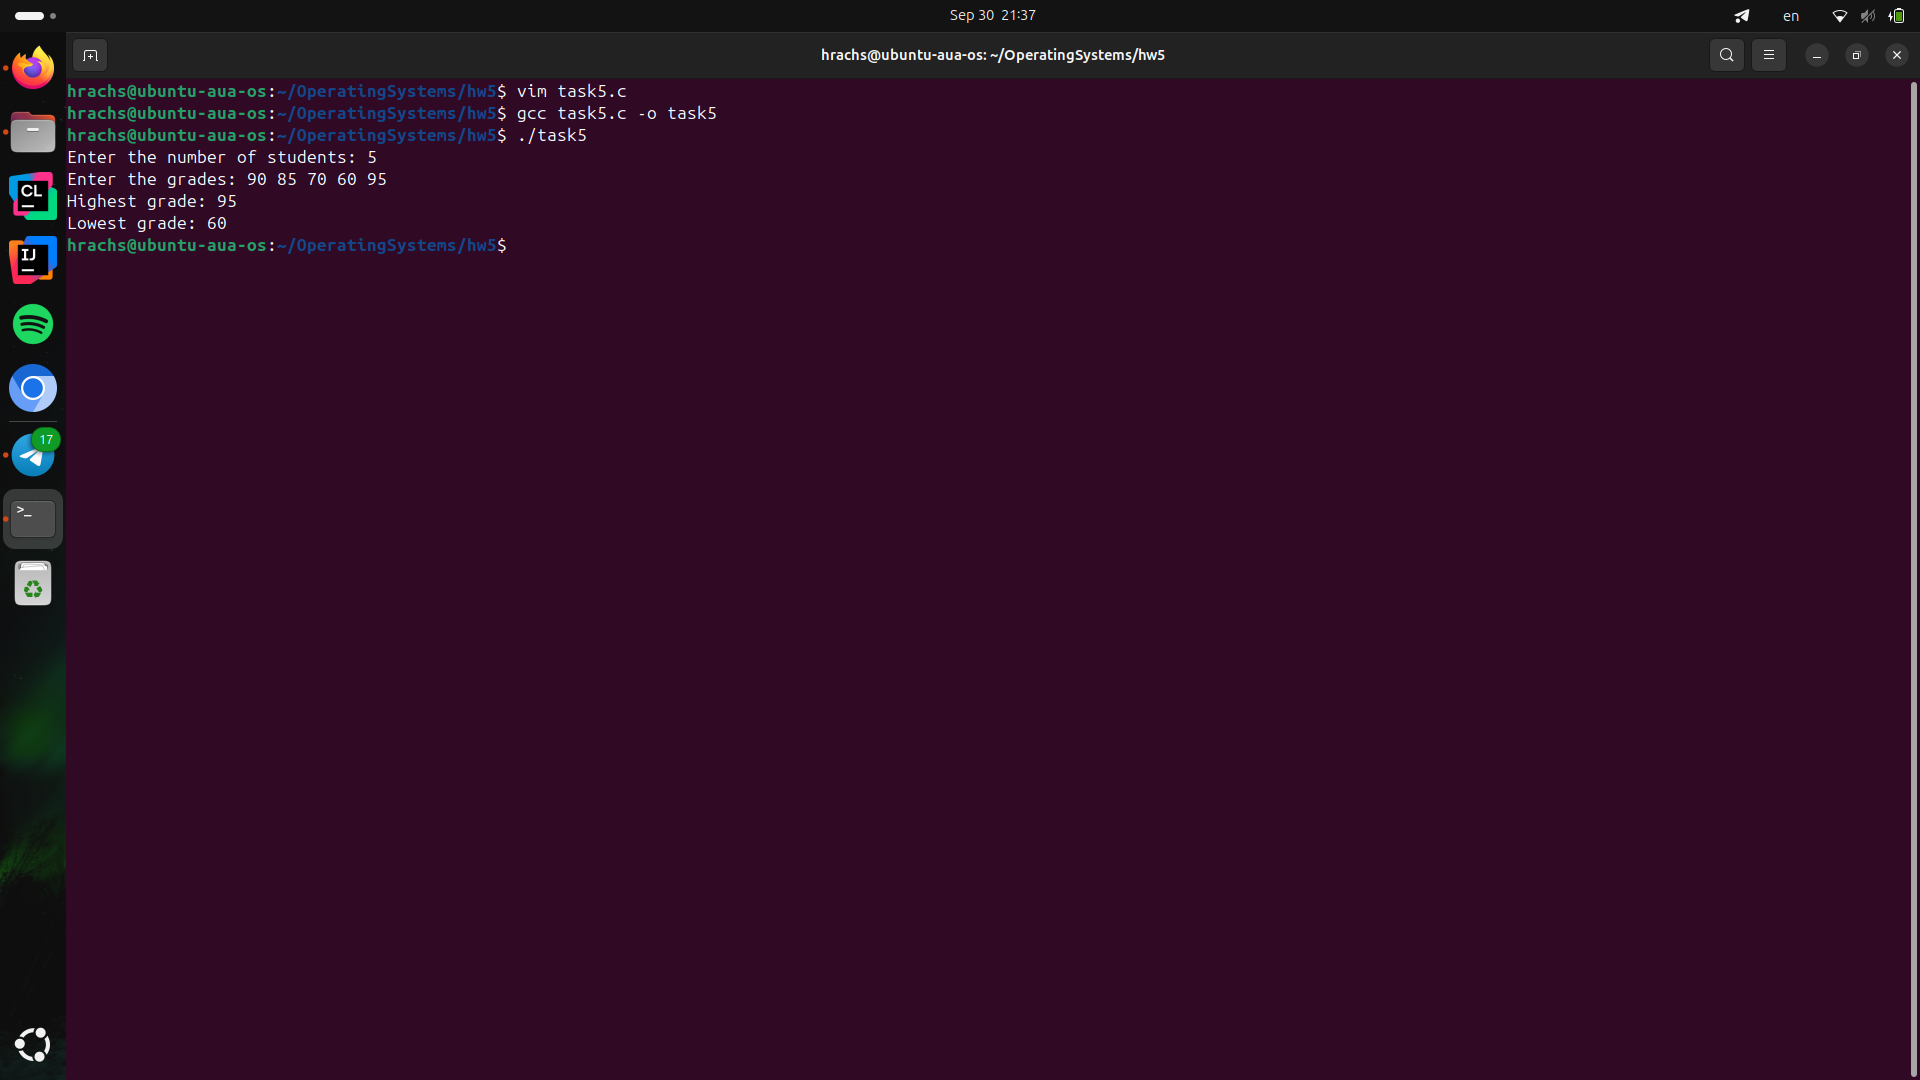 Sep 30 21:37
en
hrachs@ubuntu-aua-os: ~/OperatingSystems/hw5
hrachs@ubuntu-aua-os:~/OperatingSystems/hw5$ vim task5.c
hrachs@ubuntu-aua-os:~/OperatingSystems/hw5$ gcc task5.c -o task5
hrachs@ubuntu-aua-os:~/OperatingSystems/hw5$ ./task5
Enter the number of students: 5
Enter the grades: 90 85 70 60 95
Highest grade: 95
Lowest grade: 60
hrachs@ubuntu-aua-os:~/OperatingSystems/hw5$
CL
IJ
17
>_